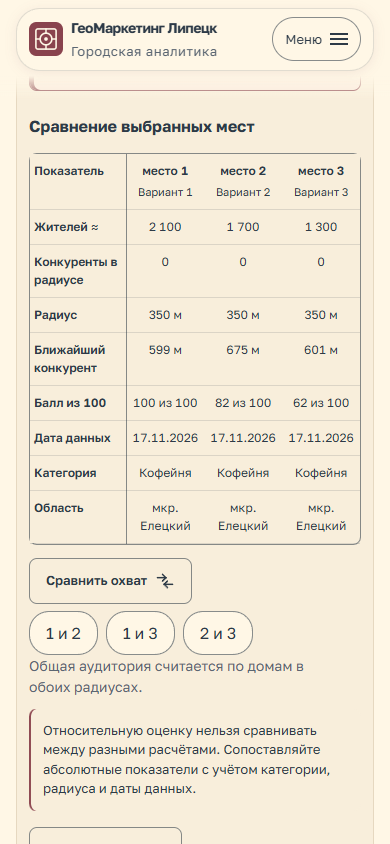 ГеоМаркетинг Липецк
Городская аналитика
Меню
Сравнение выбранных мест
Показатель место 1 место 2 место 3
Вариант 1 Вариант 2 Вариант 3
Жителей ≈ 2 100 1 700 1 300
Конкуренты в 0 0 0
радиусе
Радиус 350 м 350 м 350 м
Ближайший 599 м 675 м 601 м
конкурент
Балл из 100 100 из 100 82 из 100 62 из 100
Дата данных 17.11.2026 17.11.2026 17.11.2026
Категория Кофейня Кофейня Кофейня
Область мкр. мкр. мкр.
Елецкий Елецкий Елецкий
Сравнить охват
1 и 2 1 и 3 2 и 3
Общая аудитория считается по домам в
обоих радиусах.
Относительную оценку нельзя сравнивать
между разными расчётами. Сопоставляйте
абсолютные показатели с учётом категории,
радиуса и даты данных.